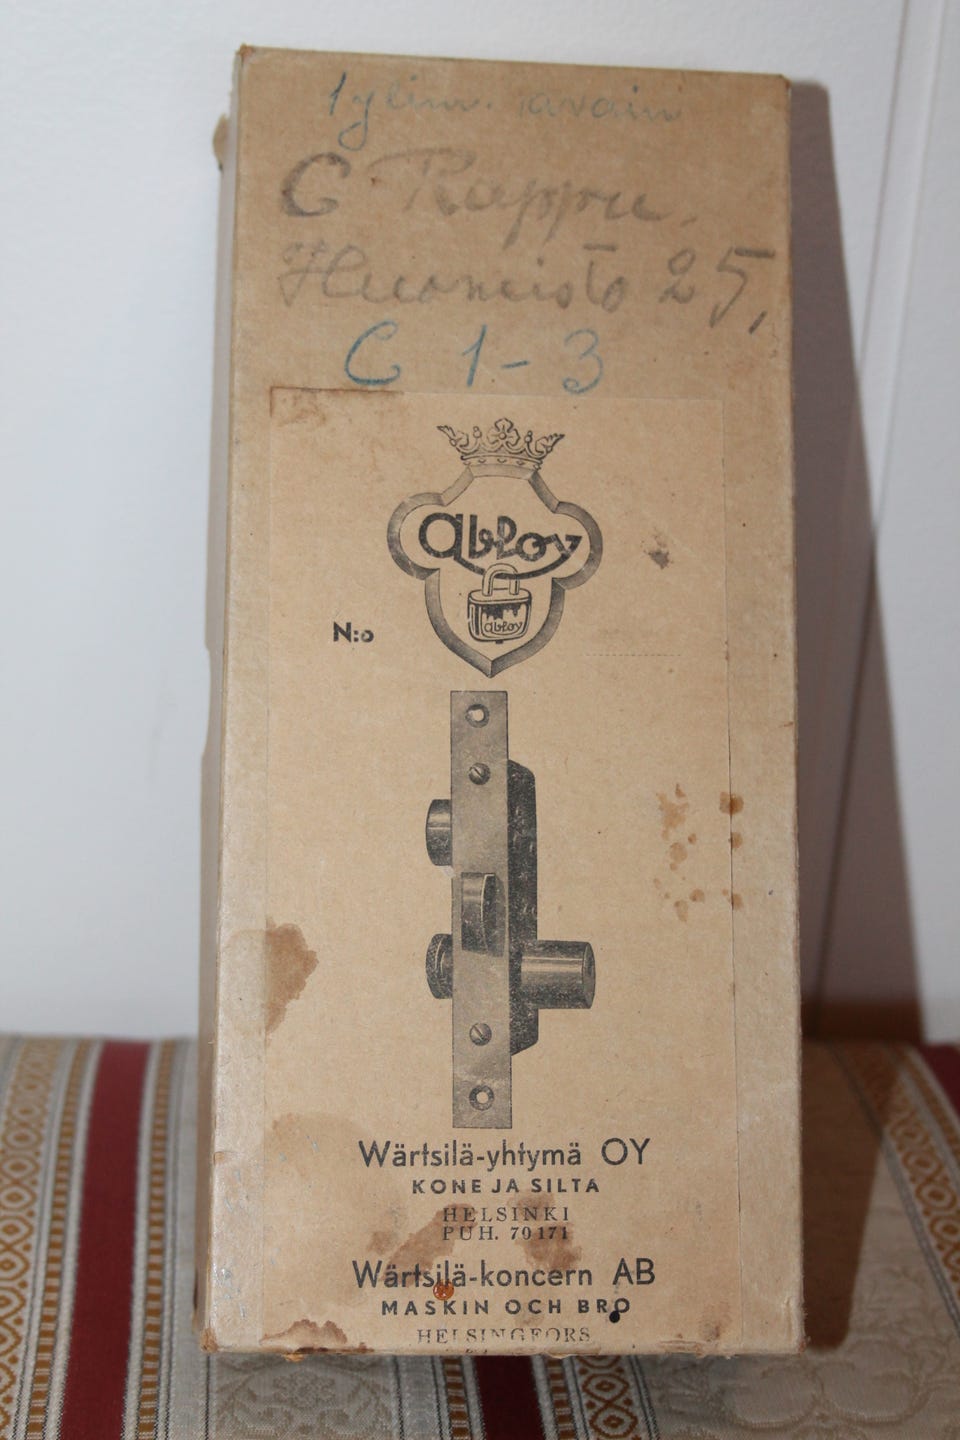 1 ylim. avain
C Rappu,
Huoneisto 25,
C 1-3
abloy
abloy
N:o
Wärtsilä-yhtymä OY
KONE JA SILTA
HELSINKI
PUH. 70171
Wärtsilä-koncern AB
MASKIN OCH BRO
HELSINGFORS